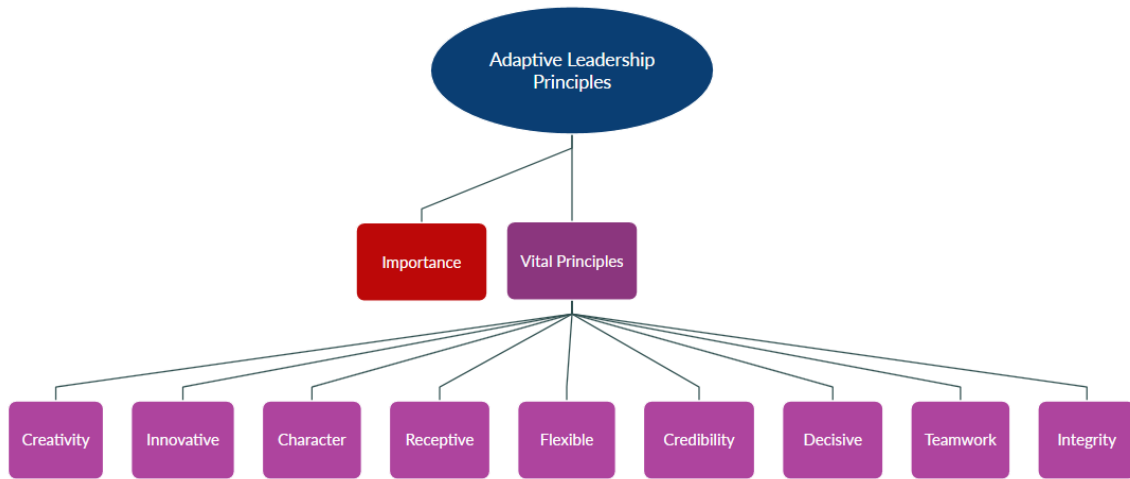 Adaptive Leadership
Principles
Importance
Vital Principles
Creativity
Innovative
Character
Receptive
Flexible
Credibility
Decisive
Teamwork
Integrity